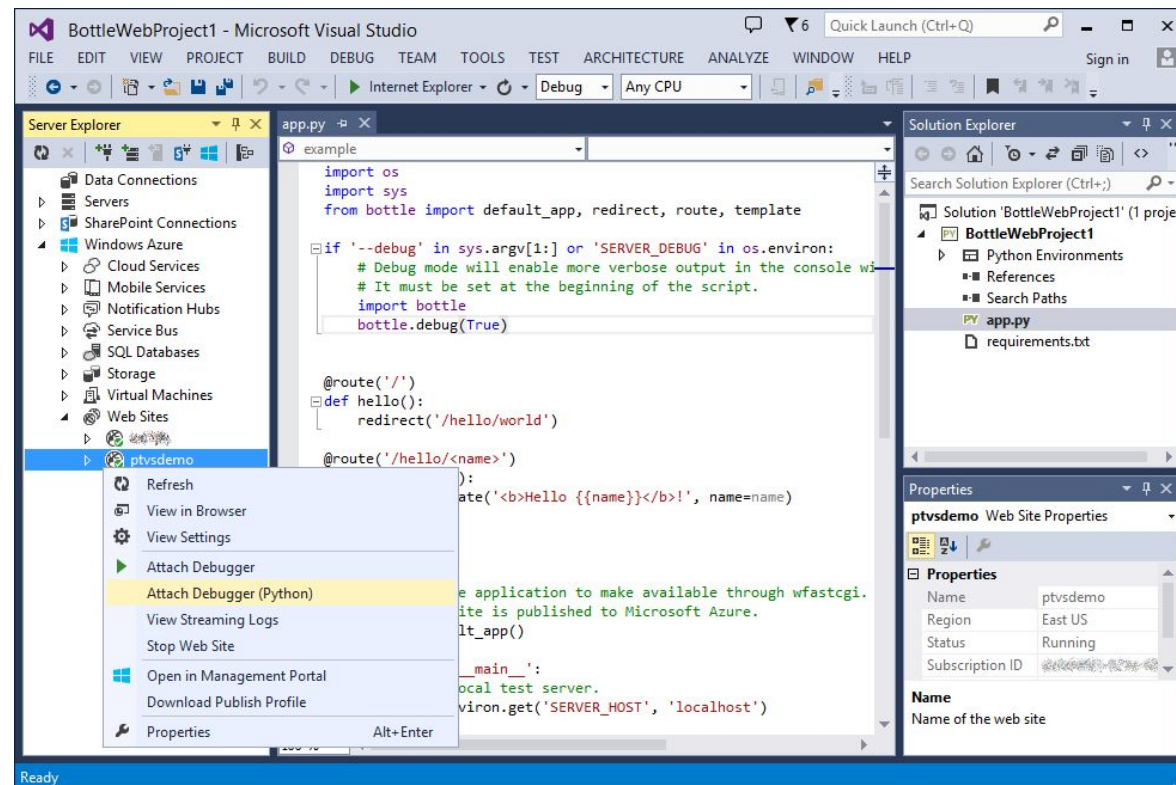 BottleWebProject1 - Microsoft Visual Studio
6
Quick Launch (Ctrl+Q)
FILE EDIT VIEW PROJECT BUILD DEBUG TEAM TOOLS TEST ARCHITECTURE ANALYZE WINDOW HELP
Sign in
Internet Explorer
Debug
Any CPU
Server Explorer
Data Connections
Servers
SharePoint Connections
Windows Azure
Cloud Services
Mobile Services
Notification Hubs
Service Bus
SQL Databases
Storage
Virtual Machines
Web Sites
ptvsdemo
Refresh
View in Browser
View Settings
Attach Debugger
Attach Debugger (Python)
View Streaming Logs
Stop Web Site
Open in Management Portal
Download Publish Profile
Properties Alt+Enter
app.py
example
import os
import sys
from bottle import default_app, redirect, route, template
if '--debug' in sys.argv[1:] or 'SERVER_DEBUG' in os.environ:
# Debug mode will enable more verbose output in the console wi
# It must be set at the beginning of the script.
import bottle
bottle.debug(True)
@route('/')
def hello():
redirect('/hello/world')
@route('/hello/<name>')
):
ate('<b>Hello {{name}}</b>!', name=name)
e application to make available through wfastcgi.
ite is published to Microsoft Azure.
lt_app()
__main__':
ocal test server.
viron.get('SERVER_HOST', 'localhost')
Solution Explorer
Search Solution Explorer (Ctrl+;)
Solution 'BottleWebProject1' (1 proje
PY BottleWebProject1
Python Environments
References
Search Paths
PY app.py
requirements.txt
Properties
ptvsdemo Web Site Properties
Properties
Name ptvsdemo
Region East US
Status Running
Subscription ID
Name
Name of the web site
Ready